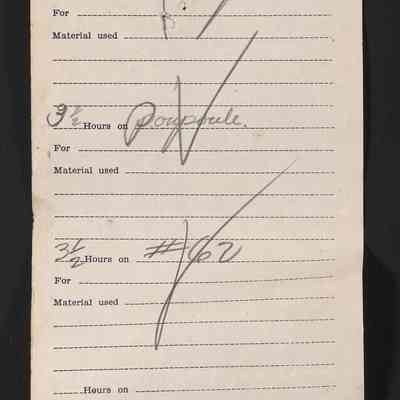 For
Material used
3½ Hours on
For
Material used
3½ Hours on #62
For
Material used
Hours on